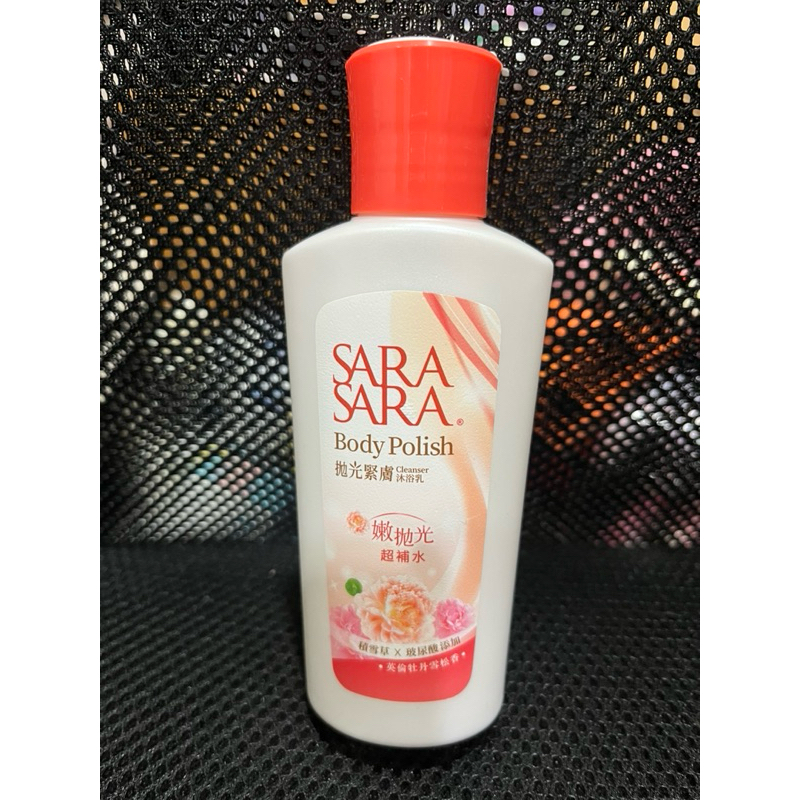 SARA
SARA®
Body Polish
拋光緊膚 Cleanser 沐浴乳
嫩拋光
超補水
積雪草 X 玻尿酸添加
英倫牡丹雪松香